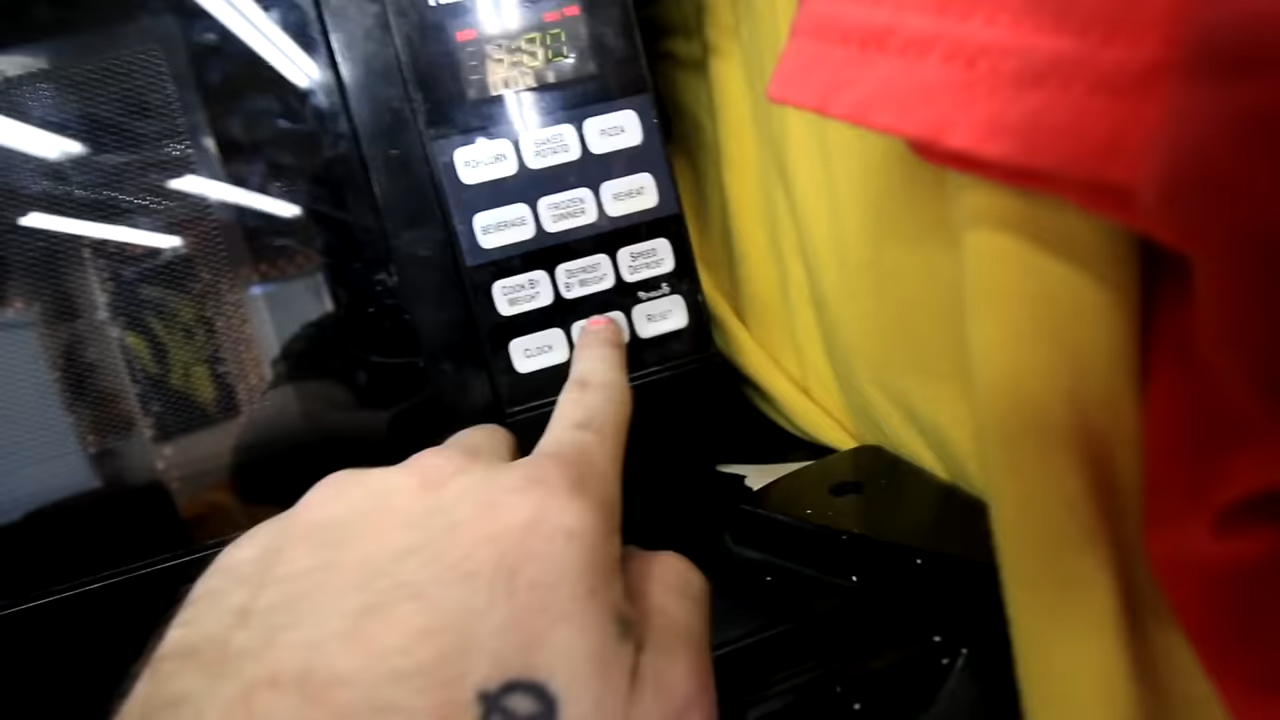 POPCORN
BAKED
POTATO
PIZZA
BEVERAGE
FROZEN
DINNER
REHEAT
COOK BY
WEIGHT
DEFROST
BY WEIGHT
SPEED
DEFROST
CLOCK
RESET